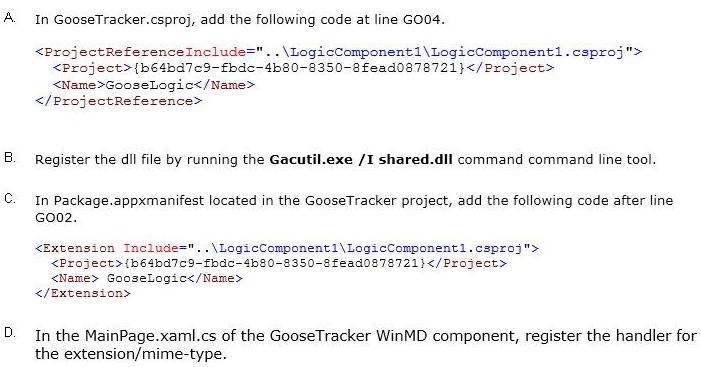 A. In GooseTracker.csproj, add the following code at line GO04.
<ProjectReferenceInclude="..\LogicComponent1\LogicComponent1.csproj">
<Project>{b64bd7c9-fbdc-4b80-8350-8fead0878721}</Project>
<Name>GooseLogic</Name>
</ProjectReference>
B. Register the dll file by running the Gacutil.exe /I shared.dll command command line tool.
C. In Package.appxmanifest located in the GooseTracker project, add the following code after line
GO02.
<Extension Include="..\LogicComponent1\LogicComponent1.csproj">
<Project>{b64bd7c9-fbdc-4b80-8350-8fead0878721}</Project>
<Name> GooseLogic</Name>
</Extension>
D. In the MainPage.xaml.cs of the GooseTracker WinMD component, register the handler for
the extension/mime-type.